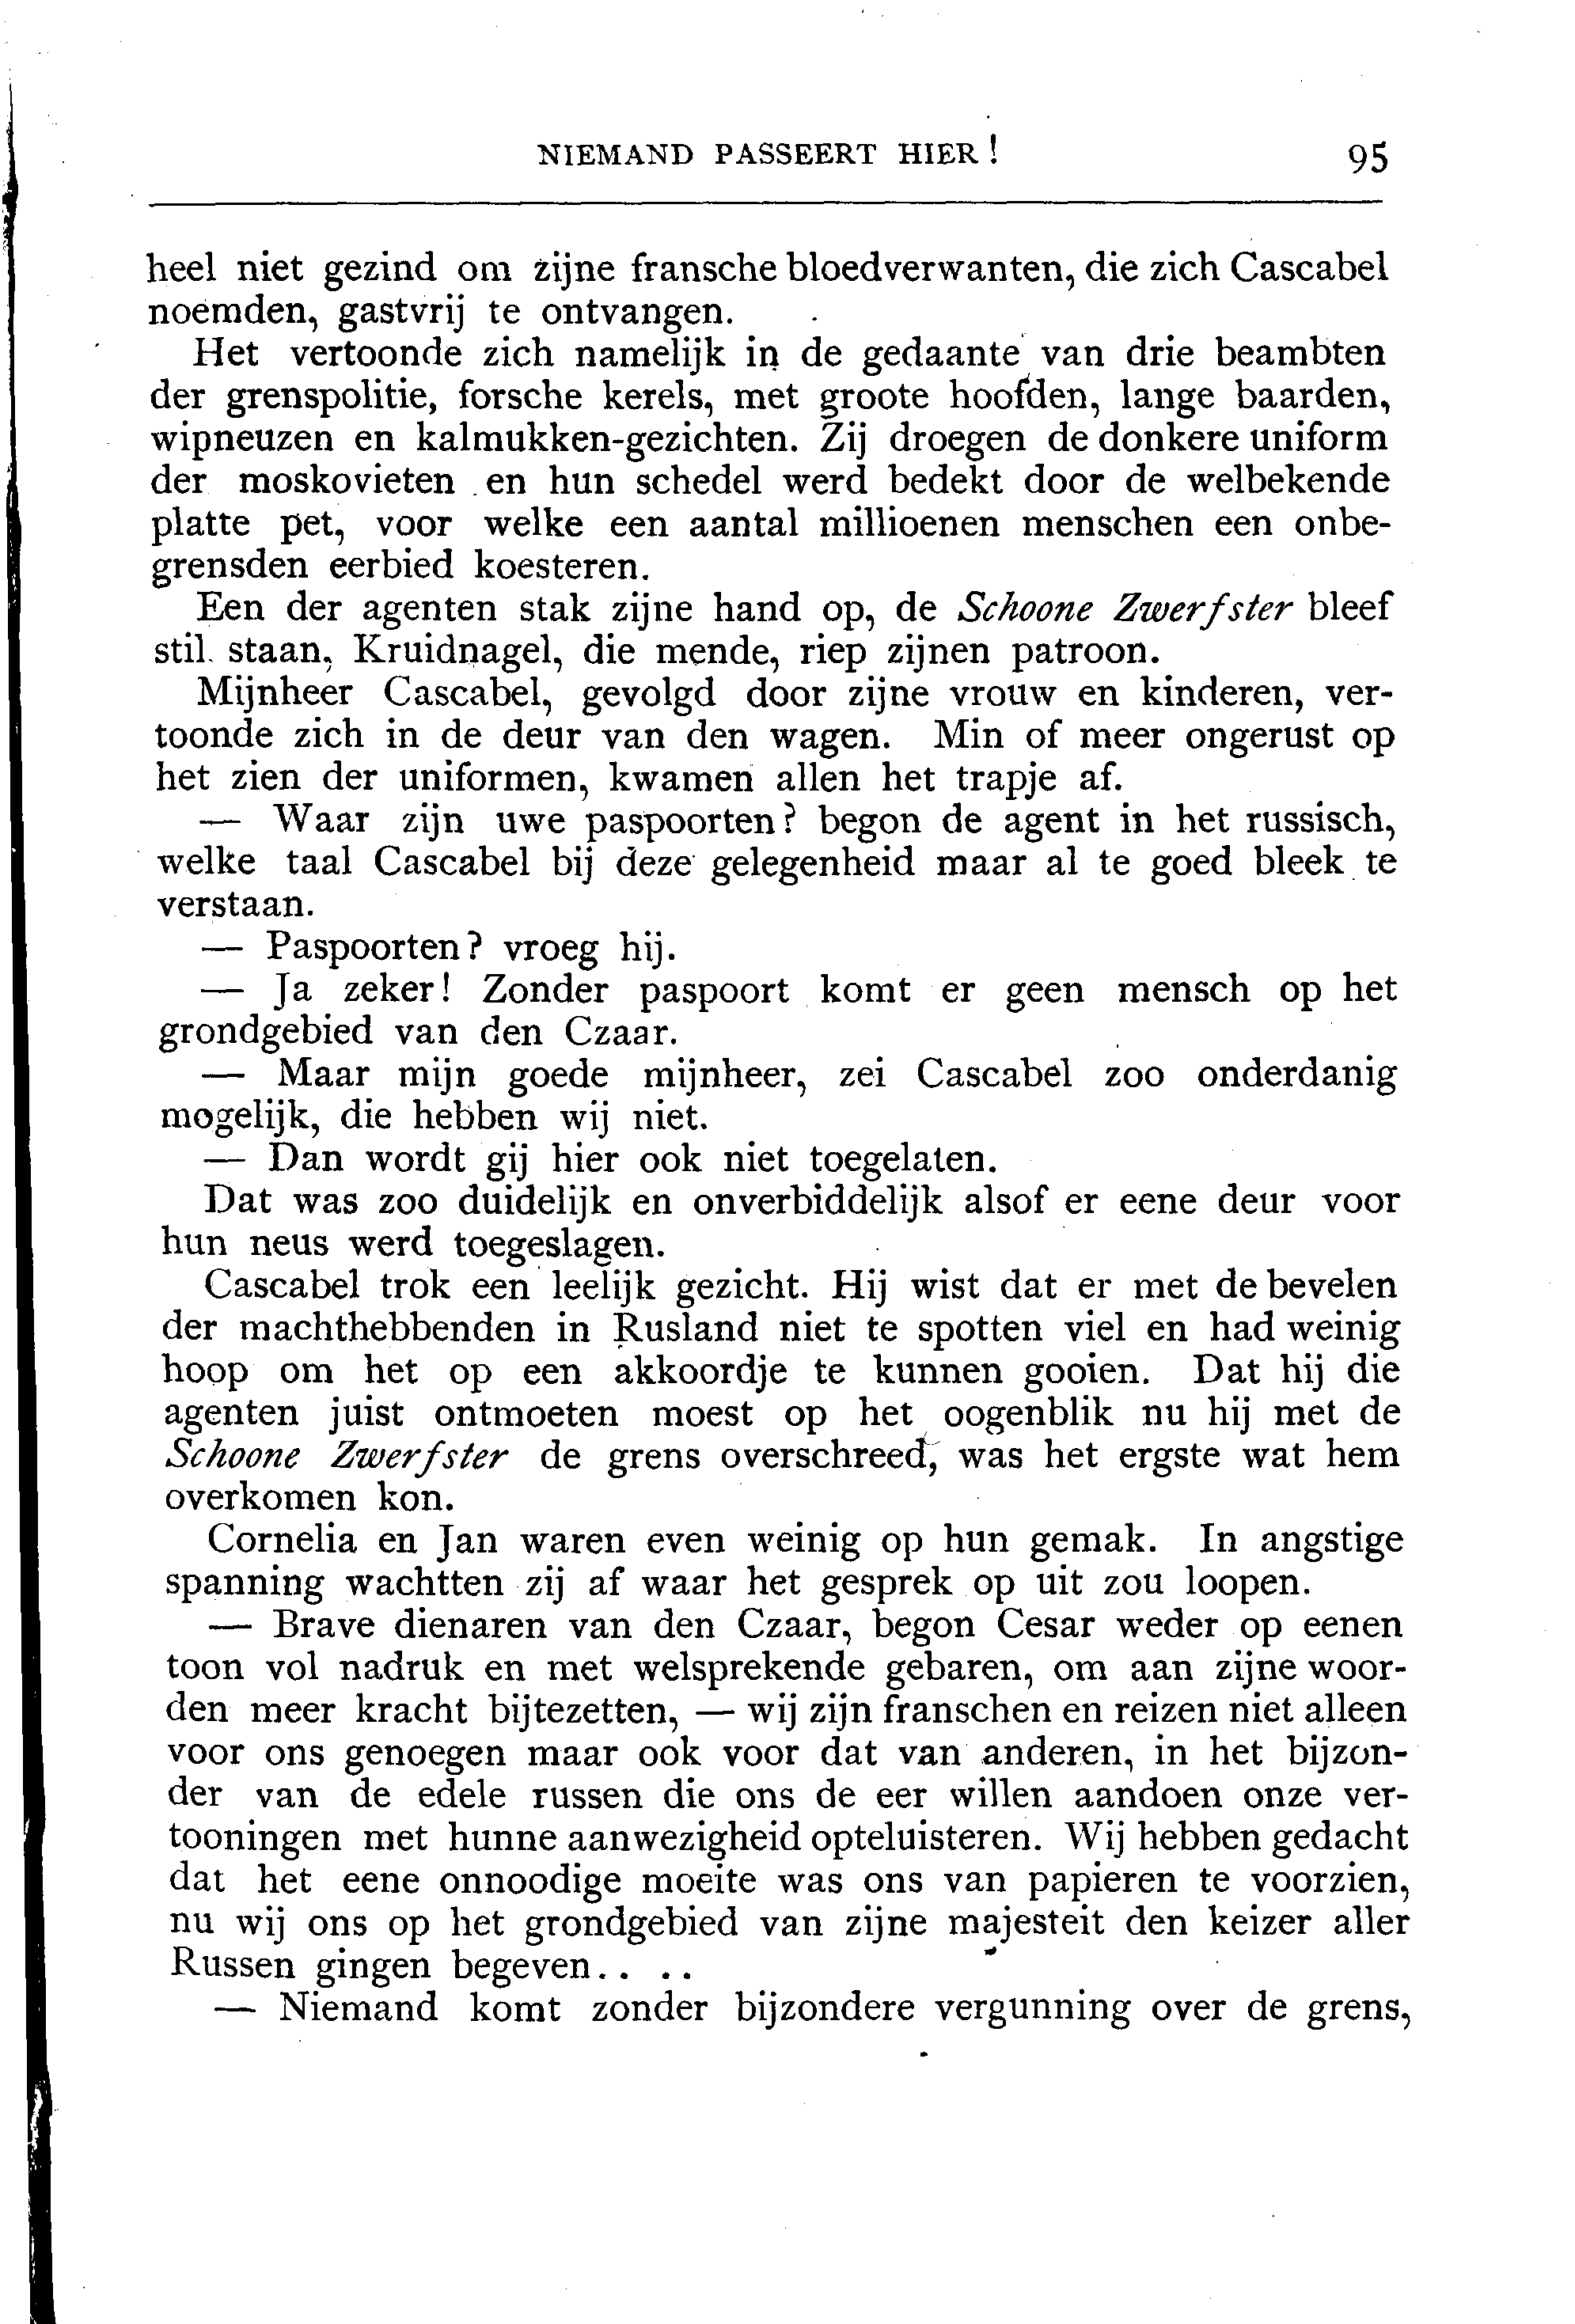 NIEMAND PASSEERT HIER! 95
heel niet gezind om zijne fransche bloedverwanten, die zich Cascabel
noemden, gastvrij te ontvangen.
Het vertoonde zich namelijk in de gedaante van drie beambten
der grenspolitie, forsche kerels, met groote hoofden, lange baarden,
wipneuzen en kalmukken-gezichten. Zij droegen de donkere uniform
der moskovieten en hun schedel werd bedekt door de welbekende
platte pet, voor welke een aantal millioenen menschen een onbe-
grensden eerbied koesteren.
Een der agenten stak zijne hand op, de Schoone Zwerfster bleef
stil staan, Kruidnagel, die mende, riep zijnen patroon.
Mijnheer Cascabel, gevolgd door zijne vrouw en kinderen, ver-
toonde zich in de deur van den wagen. Min of meer ongerust op
het zien der uniformen, kwamen allen het trapje af.
— Waar zijn uwe paspoorten? begon de agent in het russisch,
welke taal Cascabel bij deze gelegenheid maar al te goed bleek te
verstaan.
— Paspoorten? vroeg hij.
— Ja zeker! Zonder paspoort komt er geen mensch op het
grondgebied van den Czaar.
— Maar mijn goede mijnheer, zei Cascabel zoo onderdanig
mogelijk, die hebben wij niet.
— Dan wordt gij hier ook niet toegelaten.
Dat was zoo duidelijk en onverbiddelijk alsof er eene deur voor
hun neus werd toegeslagen.
Cascabel trok een leelijk gezicht. Hij wist dat er met de bevelen
der machthebbenden in Rusland niet te spotten viel en had weinig
hoop om het op een akkoordje te kunnen gooien. Dat hij die
agenten juist ontmoeten moest op het oogenblik nu hij met de
Schoone Zwerfster de grens overschreed, was het ergste wat hem
overkomen kon.
Cornelia en Jan waren even weinig op hun gemak. In angstige
spanning wachtten zij af waar het gesprek op uit zou loopen.
— Brave dienaren van den Czaar, begon Cesar weder op eenen
toon vol nadruk en met welsprekende gebaren, om aan zijne woor-
den meer kracht bijtezetten, — wij zijn franschen en reizen niet alleen
voor ons genoegen maar ook voor dat van anderen, in het bijzon-
der van de edele russen die ons de eer willen aandoen onze ver-
tooningen met hunne aanwezigheid opteluisteren. Wij hebben gedacht
dat het eene onnoodige moeite was ons van papieren te voorzien,
nu wij ons op het grondgebied van zijne majesteit den keizer aller
Russen gingen begeven.. ..
— Niemand komt zonder bijzondere vergunning over de grens,